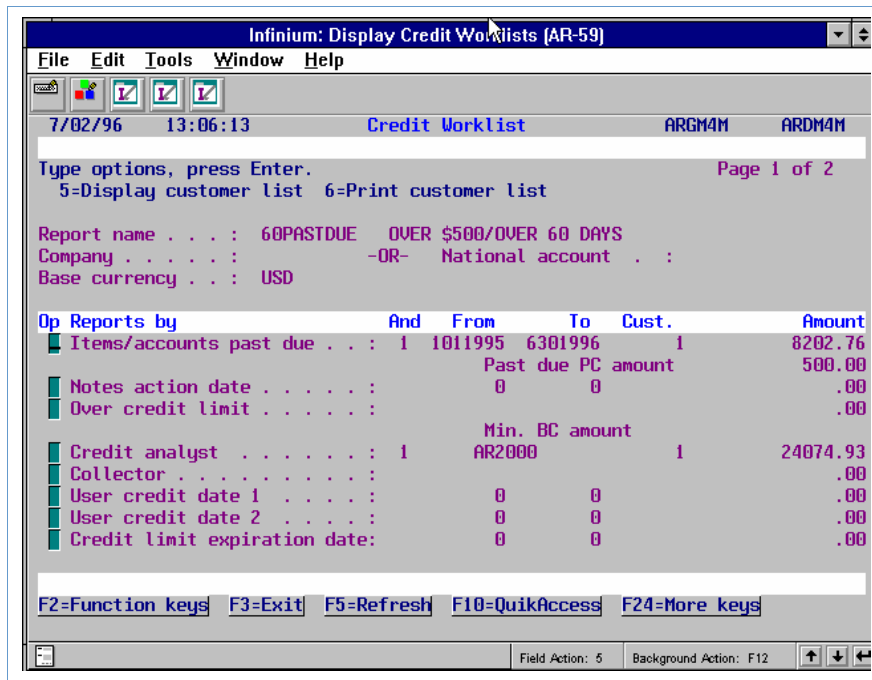 Infinium: Display Credit Worklists (AR-59)
File Edit Tools Window Help
7/02/96 13:06:13 Credit Worklist ARGM4M ARDM4M
Type options, press Enter. Page 1 of 2
5=Display customer list 6=Print customer list
Report name . . . : 60PASTDUE OVER $500/OVER 60 DAYS
Company . . . . . : -OR- National account . :
Base currency . . : USD
Op Reports by And From To Cust. Amount
Items/accounts past due . . : 1 1011995 6301996 1 8202.76
Past due PC amount 500.00
Notes action date . . . . . : 0 0 .00
Over credit limit . . . . . : .00
Min. BC amount
Credit analyst . . . . . . : 1 AR2000 1 24074.93
Collector . . . . . . . . . : .00
User credit date 1 . . . . : 0 0 .00
User credit date 2 . . . . : 0 0 .00
Credit limit expiration date: 0 0 .00
F2=Function keys F3=Exit F5=Refresh F10=QuikAccess F24=More keys
Field Action: 5 Background Action: F12